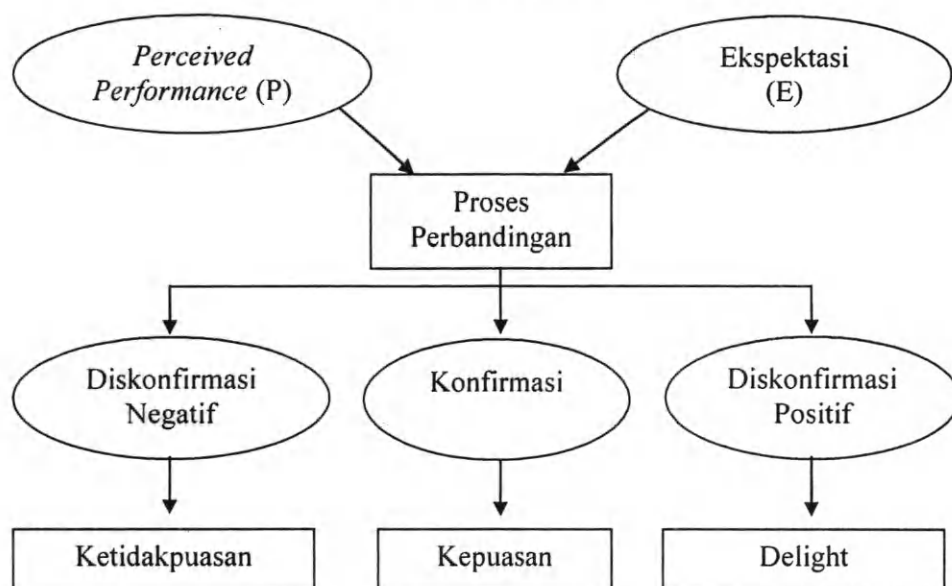 Perceived
Performance (P)
Ekspektasi
(E)
Proses
Perbandingan
Diskonfirmasi
Negatif
Konfirmasi
Diskonfirmasi
Positif
Ketidakpuasan
Kepuasan
Delight